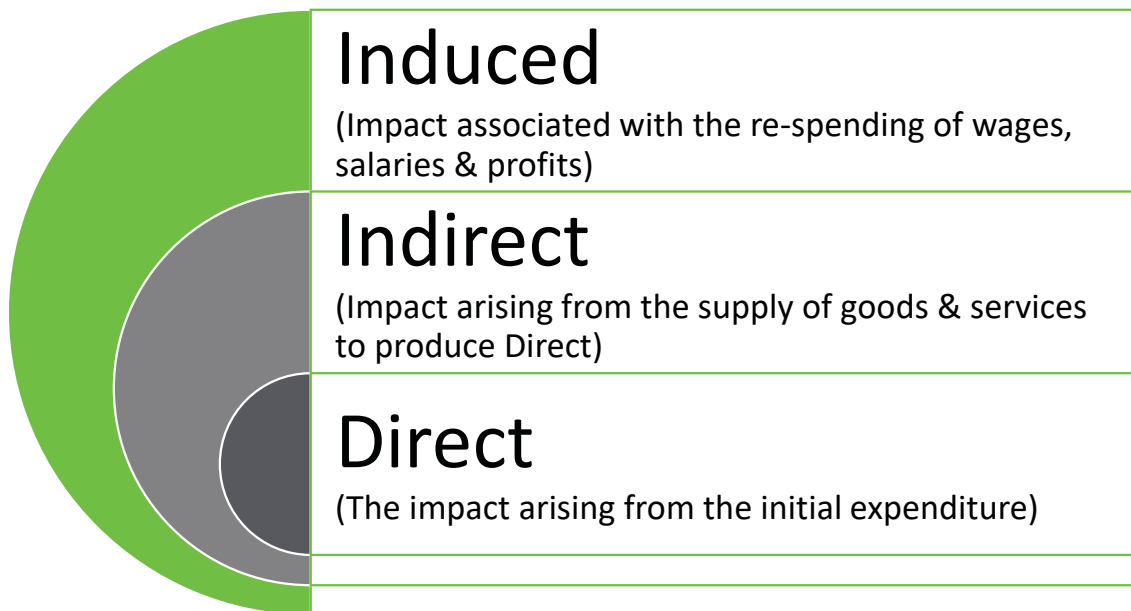 Induced
(Impact associated with the re-spending of wages,
salaries & profits)
Indirect
(Impact arising from the supply of goods & services
to produce Direct)
Direct
(The impact arising from the initial expenditure)